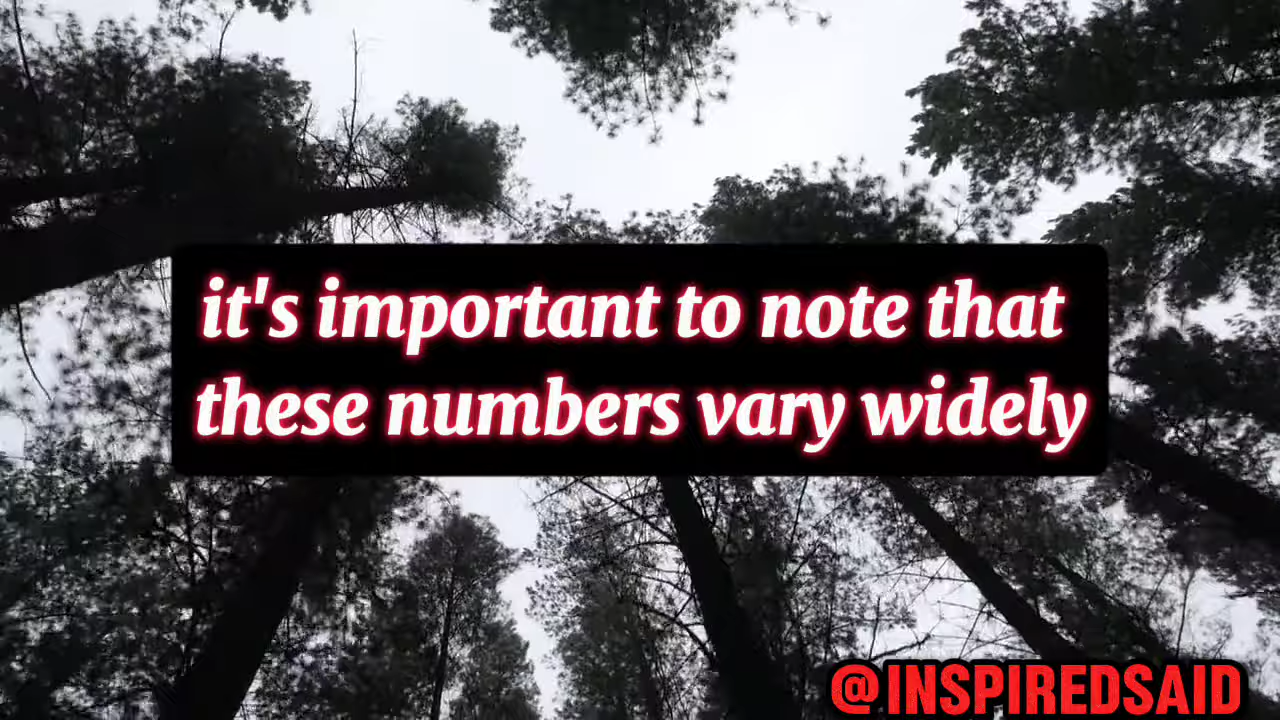 it's important to note that
these numbers vary widely
@INSPIREDSAID